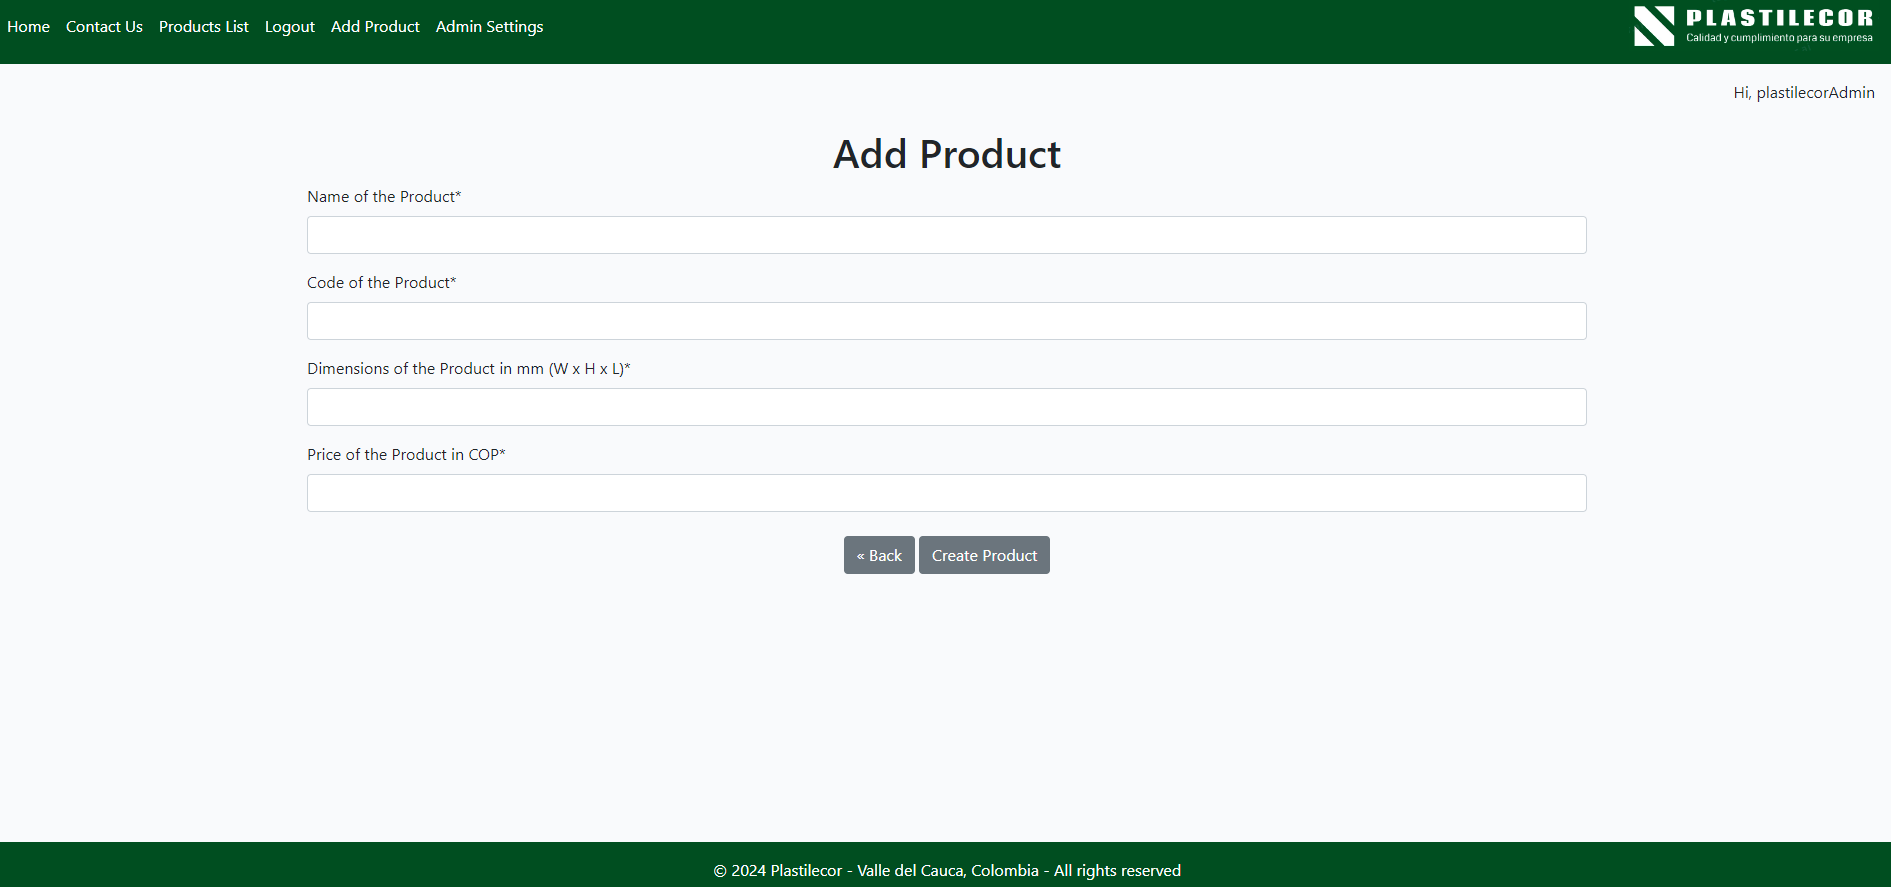 Home Contact Us Products List Logout Add Product Admin Settings
PLASTILECOR
Calidad y cumplimiento para su empresa
Hi, plastilecorAdmin
Add Product
Name of the Product*
Code of the Product*
Dimensions of the Product in mm (W x H x L)*
Price of the Product in COP*
« Back Create Product
© 2024 Plastilecor - Valle del Cauca, Colombia - All rights reserved